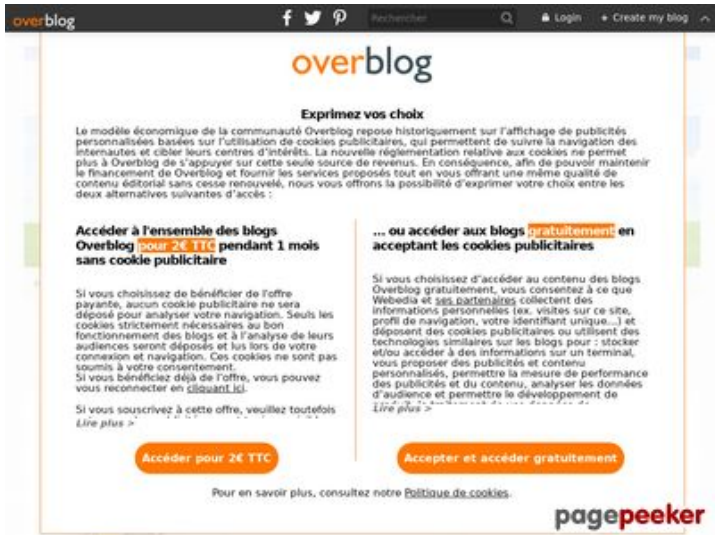 overblog
Rechercher
Login
+ Create my blog
overblog
Exprimez vos choix
Le modèle économique de la communauté Overblog repose historiquement sur l'affichage de publicités
personnalisées basées sur l'utilisation de cookies publicitaires, qui permettent de suivre la navigation des
internautes et cibler leurs centres d'intérêts. La nouvelle réglementation relative aux cookies ne permet
plus à Overblog de s'appuyer sur cette seule source de revenus. En conséquence, afin de pouvoir maintenir
le financement de Overblog et fournir les services proposés tout en vous offrant une même qualité de
contenu éditorial sans cesse renouvelé, nous vous offrons la possibilité d'exprimer votre choix entre les
deux alternatives suivantes d'accès :
Accéder à l'ensemble des blogs
Overblog pour 2€ TTC pendant 1 mois
sans cookie publicitaire
Si vous choisissez de bénéficier de l'offre
payante, aucun cookie publicitaire ne sera
déposé pour analyser votre navigation. Seuls les
cookies strictement nécessaires au bon
fonctionnement des blogs et à l'analyse de leurs
audiences seront déposés et lus lors de votre
connexion et navigation. Ces cookies ne sont pas
soumis à votre consentement.
Si vous bénéficiez déjà de l'offre, vous pouvez
vous reconnecter en cliquant ici.
Si vous souscrivez à cette offre, veuillez toutefois
Lire plus >
Accéder pour 2€ TTC
... ou accéder aux blogs gratuitement en
acceptant les cookies publicitaires
Si vous choisissez d'accéder au contenu des blogs
Overblog gratuitement, vous consentez à ce que
Webedia et ses partenaires collectent des
informations personnelles (ex. visites sur ce site,
profil de navigation, votre identifiant unique...) et
déposent des cookies publicitaires ou utilisent des
technologies similaires sur les blogs pour : stocker
et/ou accéder à des informations sur un terminal,
vous proposer des publicités et contenu
personnalisés, permettre la mesure de performance
des publicités et du contenu, analyser les données
d'audience et permettre le développement de
Lire plus >
Accepter et accéder gratuitement
Pour en savoir plus, consultez notre Politique de cookies.
pagepeeker